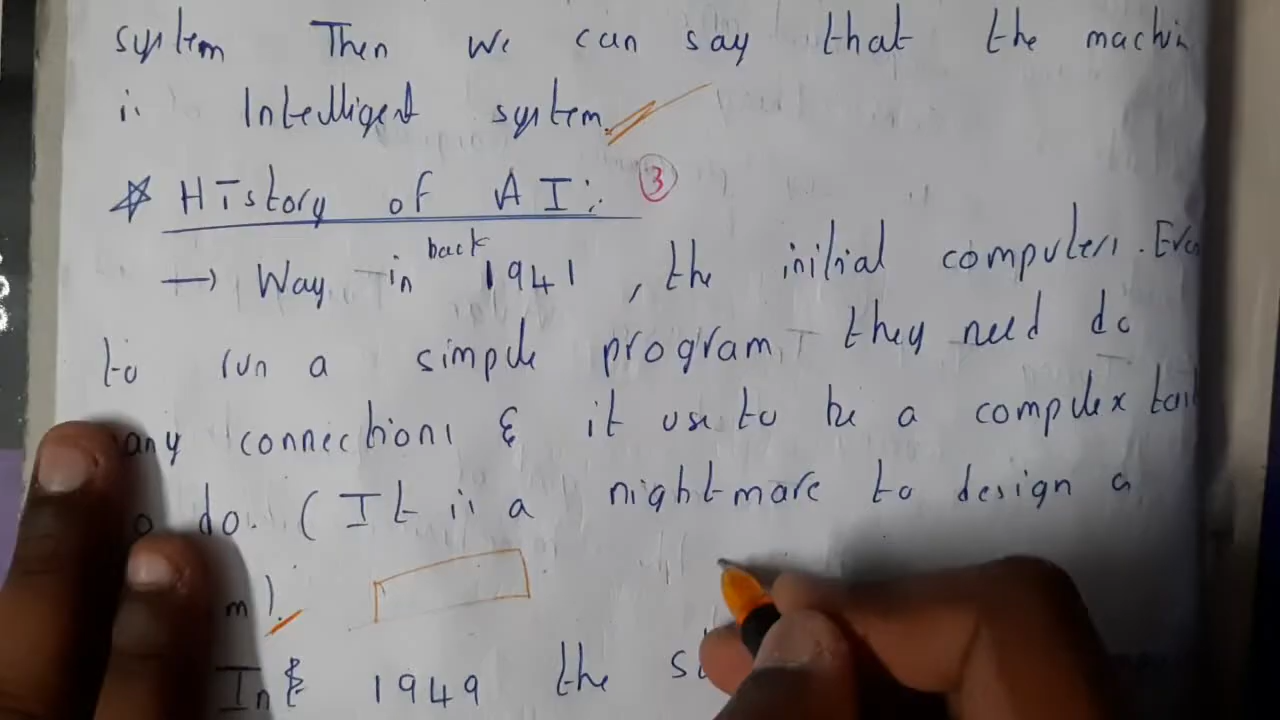 system Then we can say that the machin
is Intelligent system.
History of AI: 3
→ Way in back 1941, the initial computers. Even
to run a simple program, they need do
any connections & it use to be a complex
do. (It is a nightmare to design a
m).
In 1949 the